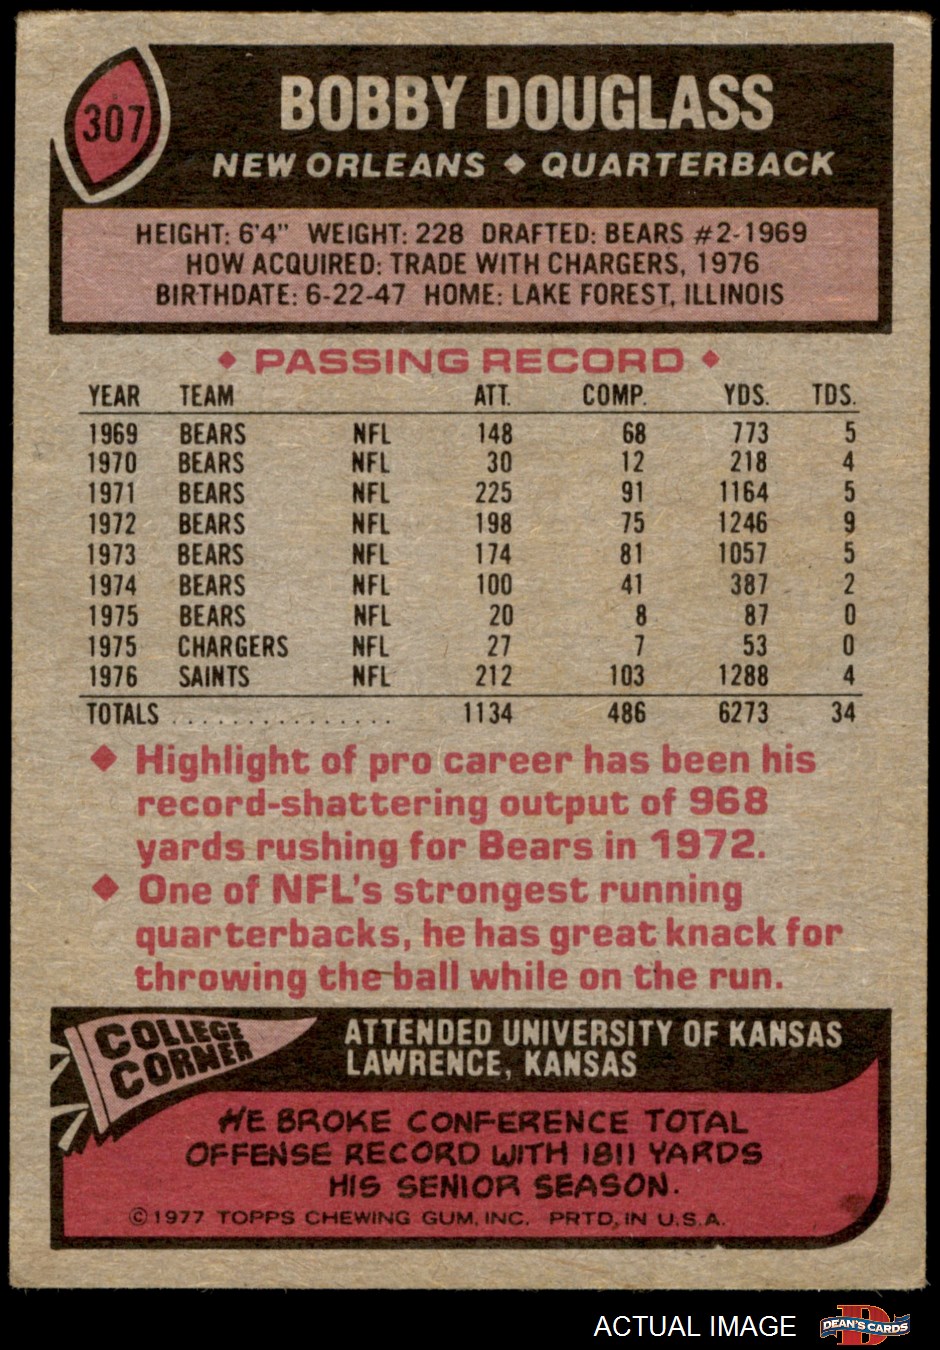 307
BOBBY DOUGLASS
NEW ORLEANS ◆ QUARTERBACK
HEIGHT: 6'4" WEIGHT: 228 DRAFTED: BEARS #2-1969
HOW ACQUIRED: TRADE WITH CHARGERS, 1976
BIRTHDATE: 6-22-47 HOME: LAKE FOREST, ILLINOIS
◆ PASSING RECORD ◆
YEAR TEAM ATT. COMP. YDS. TDS.
1969 BEARS NFL 148 68 773 5
1970 BEARS NFL 30 12 218 4
1971 BEARS NFL 225 91 1164 5
1972 BEARS NFL 198 75 1246 9
1973 BEARS NFL 174 81 1057 5
1974 BEARS NFL 100 41 387 2
1975 BEARS NFL 20 8 87 0
1975 CHARGERS NFL 27 7 53 0
1976 SAINTS NFL 212 103 1288 4
TOTALS ................ 1134 486 6273 34
◆ Highlight of pro career has been his
record-shattering output of 968
yards rushing for Bears in 1972.
◆ One of NFL's strongest running
quarterbacks, he has great knack for
throwing the ball while on the run.
COLLEGE
CORNER
ATTENDED UNIVERSITY OF KANSAS
LAWRENCE, KANSAS
HE BROKE CONFERENCE TOTAL
OFFENSE RECORD WITH 1811 YARDS
HIS SENIOR SEASON.
©1977 TOPPS CHEWING GUM, INC. PRTD, IN U.S.A.
ACTUAL IMAGE
D
DEAN'S CARDS